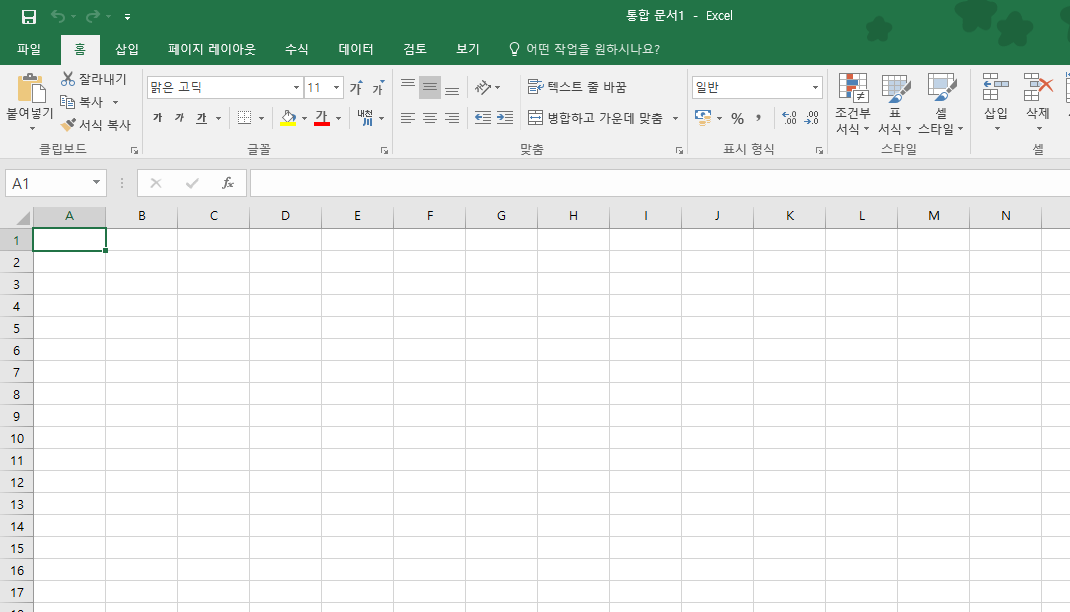 통합 문서1 - Excel
파일 홈 삽입 페이지 레이아웃 수식 데이터 검토 보기 어떤 작업을 원하시나요?
붙여넣기
잘라내기
복사
서식 복사
클립보드
맑은 고딕 11 가 가
가 가 가 가 내천 川
글꼴
텍스트 줄 바꿈
병합하고 가운데 맞춤
맞춤
일반
% , .0 .00 .00 .0
표시 형식
조건부 서식
표 서식
셀 스타일
스타일
삽입
삭제
셀
A1 fx
A B C D E F G H I J K L M N
1
2
3
4
5
6
7
8
9
10
11
12
13
14
15
16
17